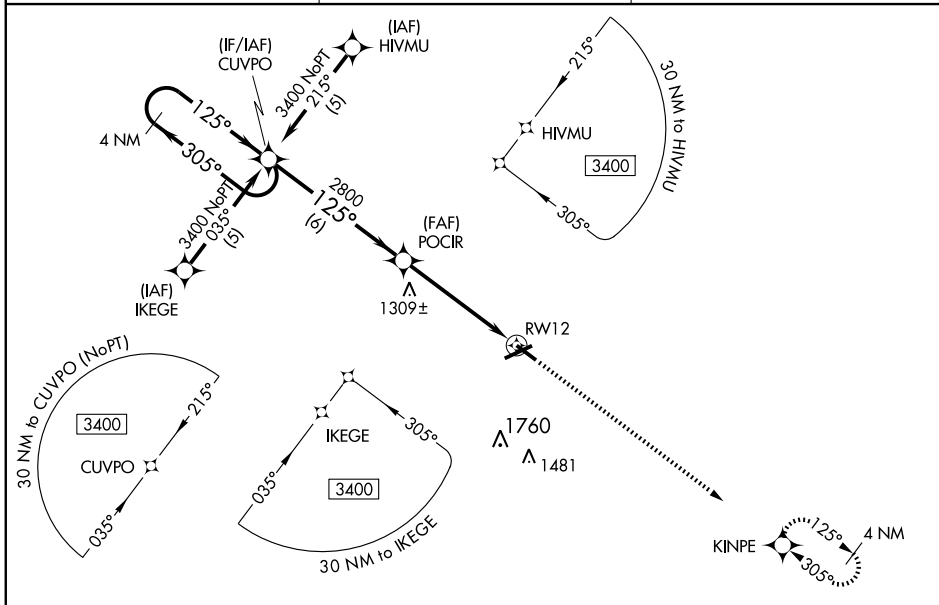 (IAF)
HIVMU
(IF/IAF)
CUVPO
3400 NoPT
215°
(5)
215°
30 NM to HIVMU
HIVMU
3400
305°
125°
4 NM
305°
3400 NoPT
035°
(5)
2800
125°
(6)
(FAF)
POCIR
1309±
(IAF)
IKEGE
RW12
30 NM to CUVPO (NoPT)
3400
215°
CUVPO
035°
IKEGE
305°
035°
3400
30 NM to IKEGE
1760
1481
KINPE
125°
4 NM
305°